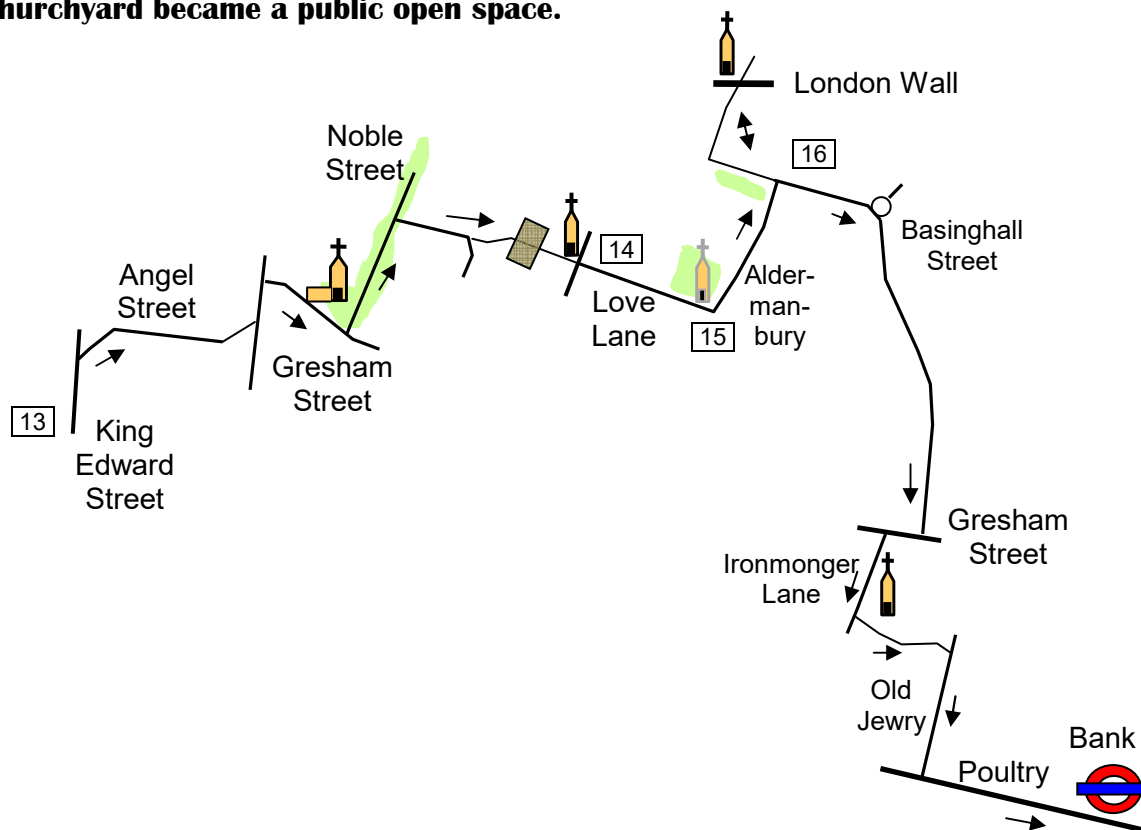 hurchyard became a public open space.
London Wall
Noble
Street
16
Basinghall
Street
14
Angel
Street
Love
Lane
Alder-
man-
bury
15
Gresham
Street
13
King
Edward
Street
Gresham
Street
Ironmonger
Lane
Old
Jewry
Bank
Poultry